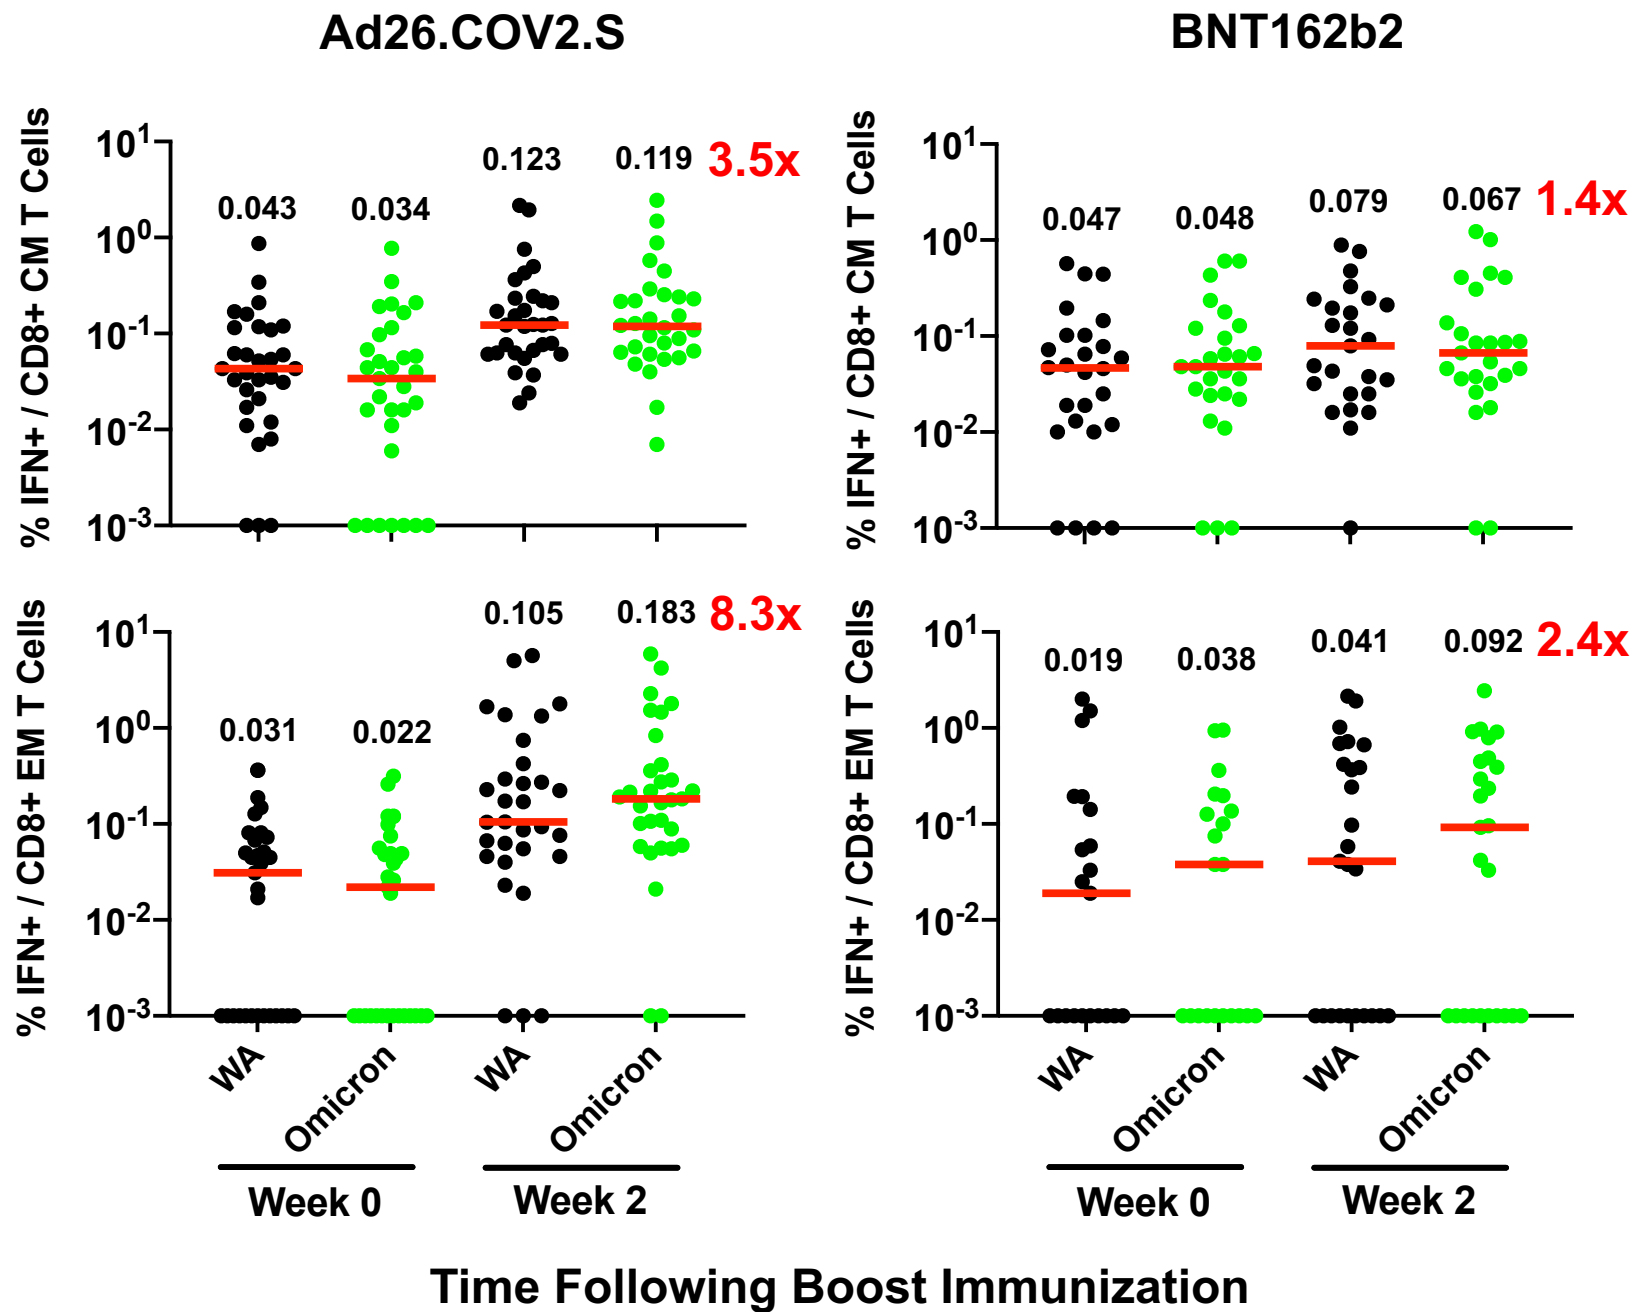 Ad26.COV2.S
BNT162b2
% IFN+ / CD8+ CM T Cells
10^1
10^0
10^-1
10^-2
10^-3
0.043
0.034
0.123
0.119
3.5x
% IFN+ / CD8+ CM T Cells
10^1
10^0
10^-1
10^-2
10^-3
0.047
0.048
0.079
0.067
1.4x
% IFN+ / CD8+ EM T Cells
10^1
10^0
10^-1
10^-2
10^-3
0.031
0.022
0.105
0.183
8.3x
WA
Omicron
WA
Omicron
Week 0
Week 2
% IFN+ / CD8+ EM T Cells
10^1
10^0
10^-1
10^-2
10^-3
0.019
0.038
0.041
0.092
2.4x
WA
Omicron
WA
Omicron
Week 0
Week 2
Time Following Boost Immunization